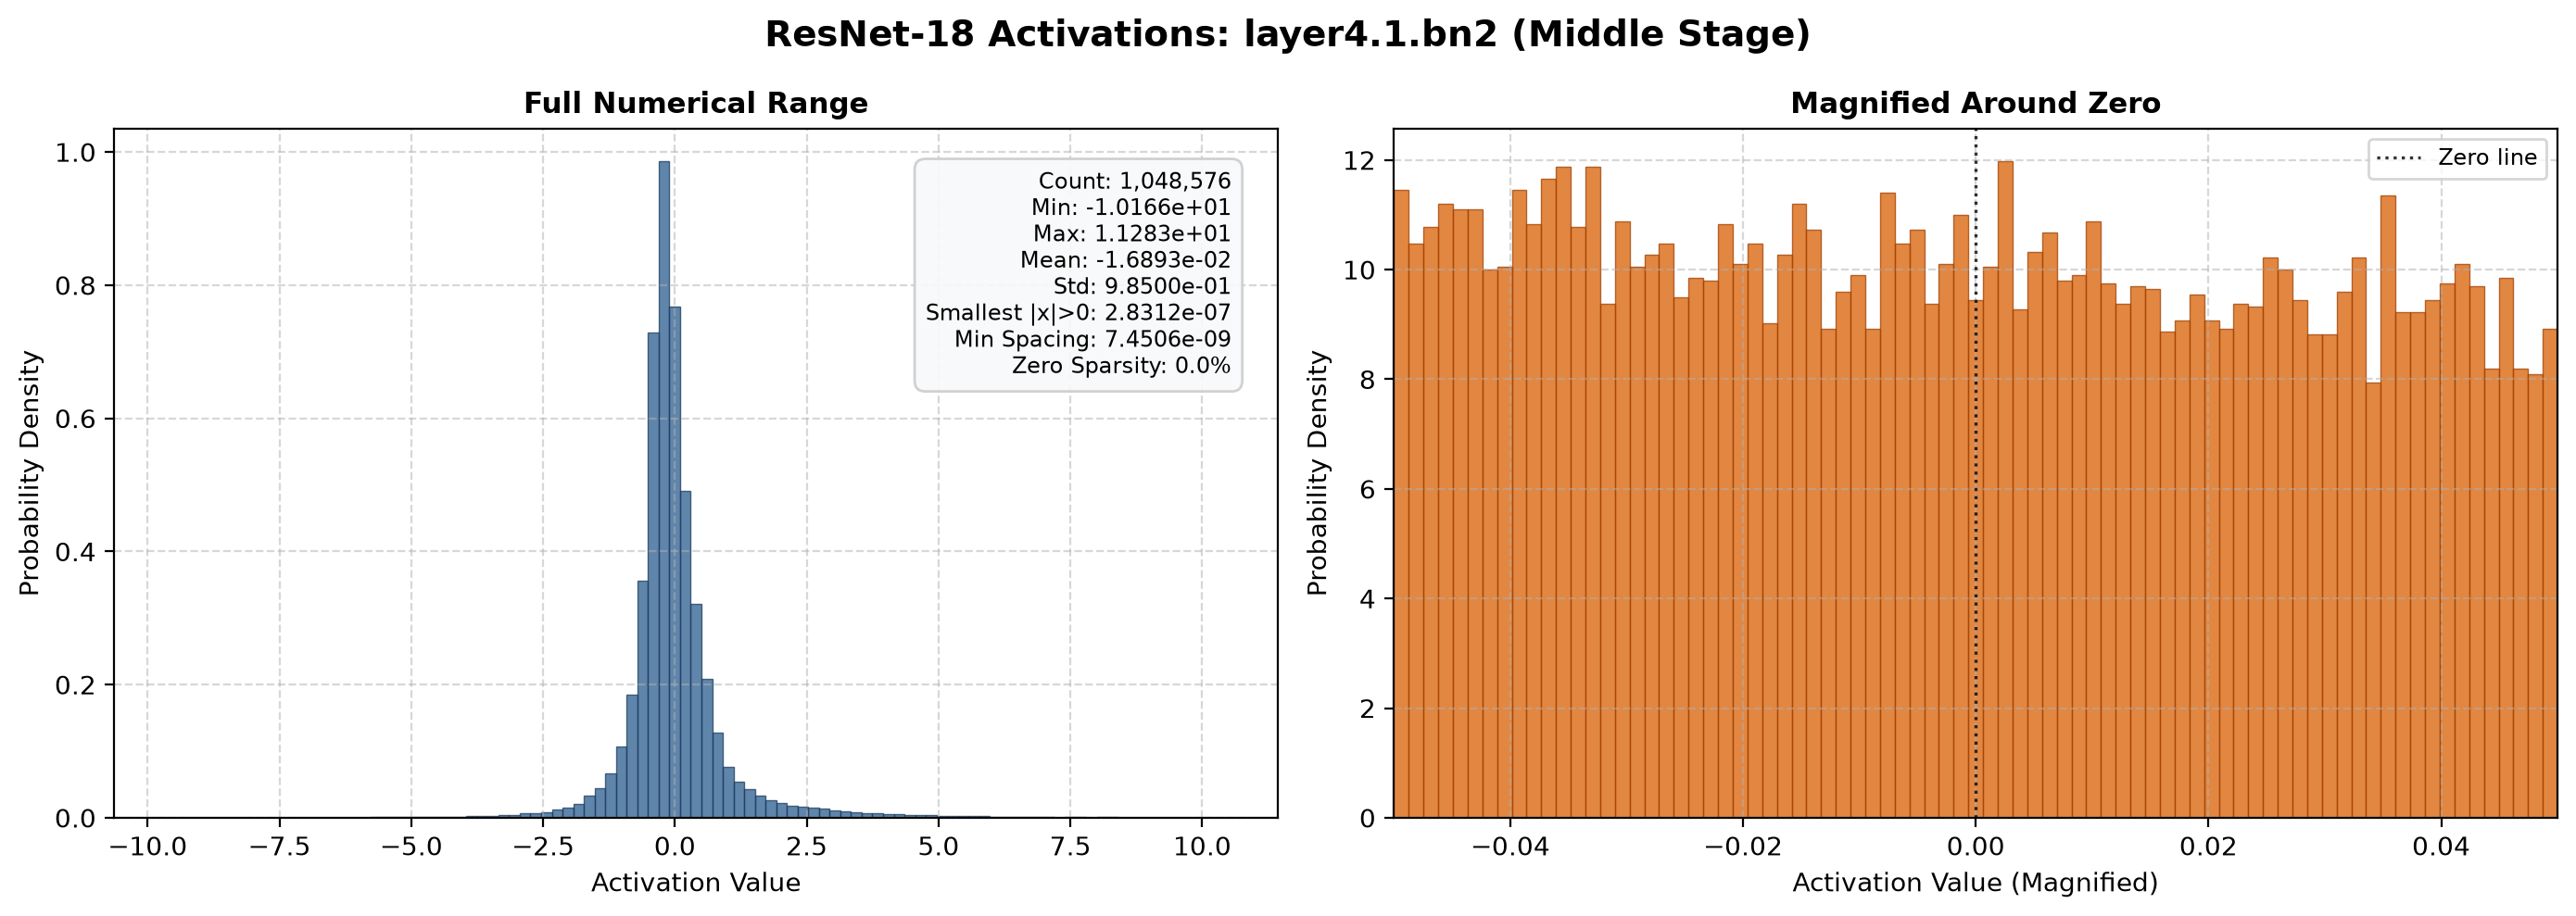 ResNet-18 Activations: layer4.1.bn2 (Middle Stage)
Full Numerical Range
Probability Density
1.0
0.8
0.6
0.4
0.2
0.0
Count: 1,048,576
Min: -1.0166e+01
Max: 1.1283e+01
Mean: -1.6893e-02
Std: 9.8500e-01
Smallest |x|>0: 2.8312e-07
Min Spacing: 7.4506e-09
Zero Sparsity: 0.0%
−10.0 −7.5 −5.0 −2.5 0.0 2.5 5.0 7.5 10.0
Activation Value
Magnified Around Zero
Probability Density
12
10
8
6
4
2
0
Zero line
−0.04 −0.02 0.00 0.02 0.04
Activation Value (Magnified)